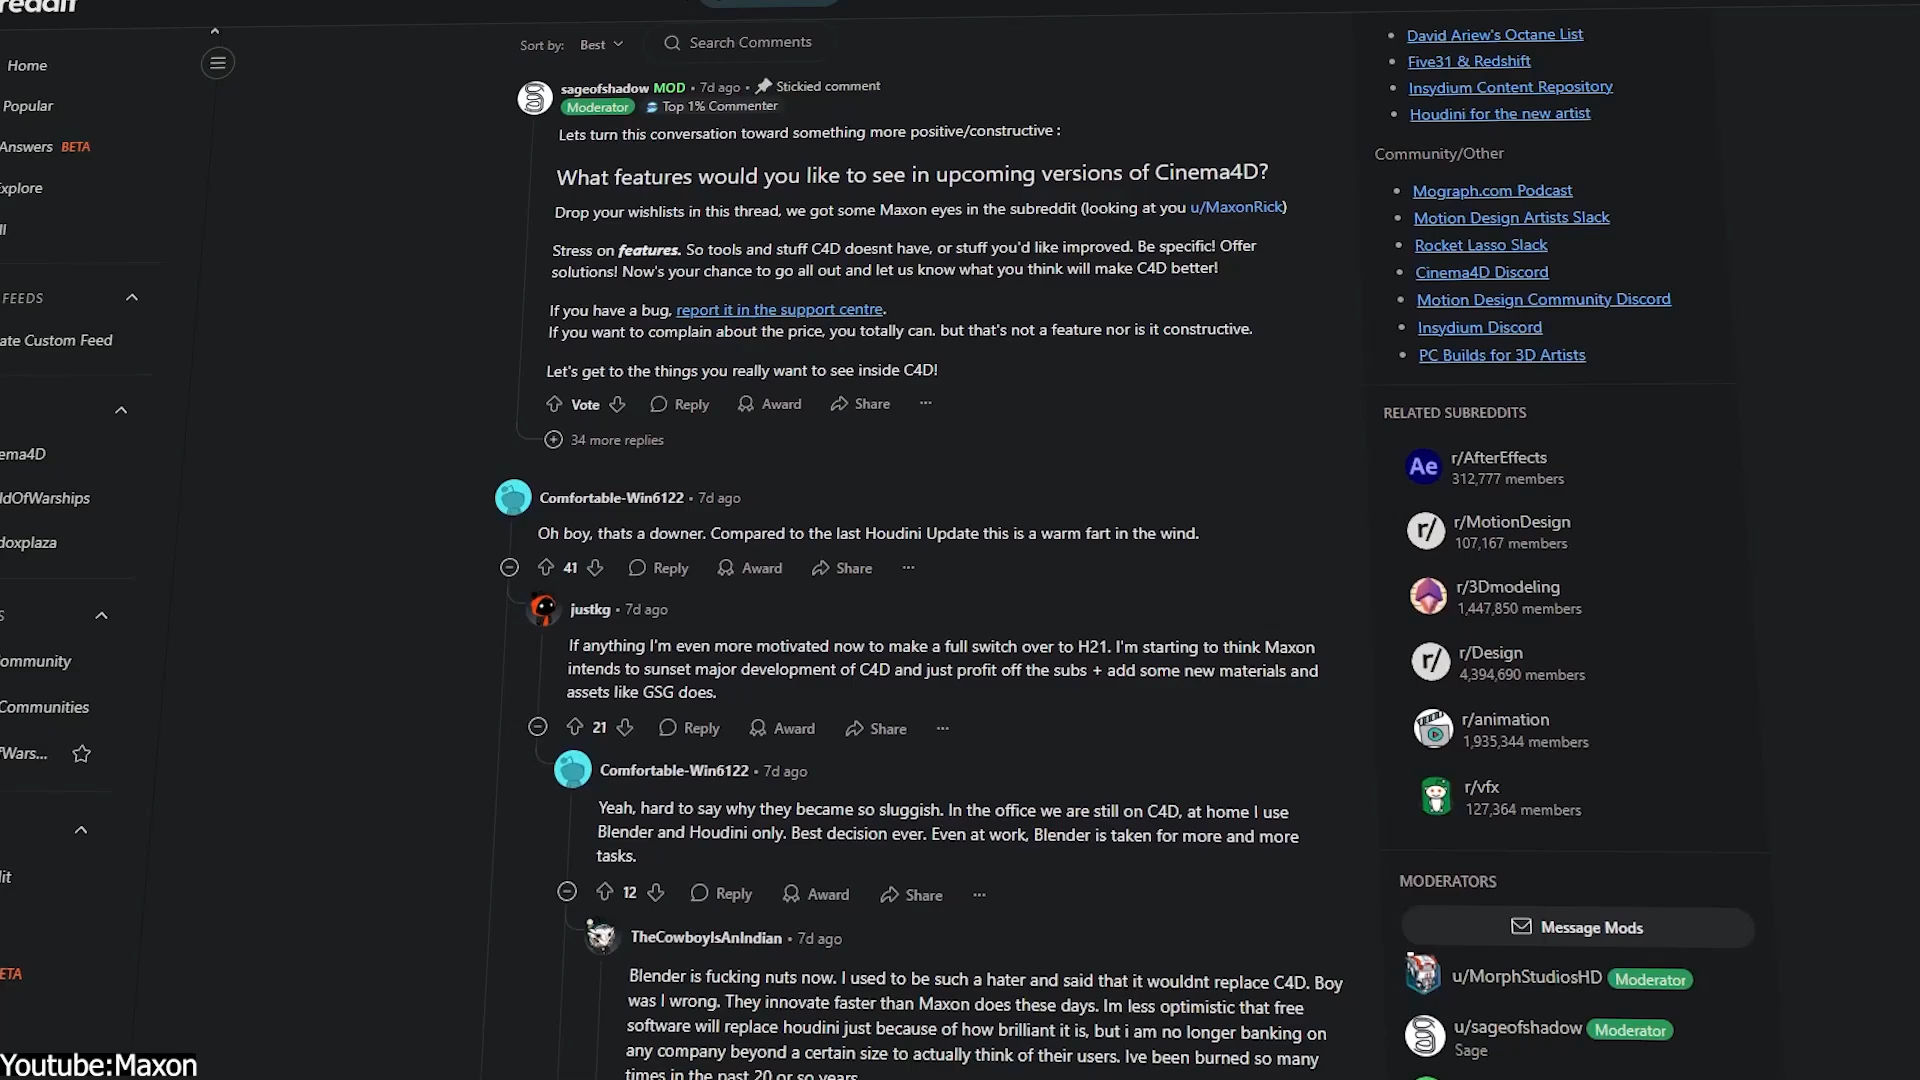 reddit
Home
Popular
Answers BETA
Explore
ll
FEEDS
ate Custom Feed
ema4D
ldOfWarships
doxplaza
S
ommunity
Communities
fWars...
lit
ETA
Sort by: Best
Search Comments
sageofshadow MOD • 7d ago • Stickied comment
Moderator Top 1% Commenter
Lets turn this conversation toward something more positive/constructive :
What features would you like to see in upcoming versions of Cinema4D?
Drop your wishlists in this thread, we got some Maxon eyes in the subreddit (looking at you u/MaxonRick)
Stress on features. So tools and stuff C4D doesnt have, or stuff you'd like improved. Be specific! Offer
solutions! Now's your chance to go all out and let us know what you think will make C4D better!
If you have a bug, report it in the support centre.
If you want to complain about the price, you totally can. but that's not a feature nor is it constructive.
Let's get to the things you really want to see inside C4D!
Vote Reply Award Share ...
34 more replies
Comfortable-Win6122 • 7d ago
Oh boy, thats a downer. Compared to the last Houdini Update this is a warm fart in the wind.
41 Reply Award Share ...
justkg • 7d ago
If anything I'm even more motivated now to make a full switch over to H21. I'm starting to think Maxon
intends to sunset major development of C4D and just profit off the subs + add some new materials and
assets like GSG does.
21 Reply Award Share ...
Comfortable-Win6122 • 7d ago
Yeah, hard to say why they became so sluggish. In the office we are still on C4D, at home I use
Blender and Houdini only. Best decision ever. Even at work, Blender is taken for more and more
tasks.
12 Reply Award Share ...
TheCowboyIsAnIndian • 7d ago
Blender is fucking nuts now. I used to be such a hater and said that it wouldnt replace C4D. Boy
was I wrong. They innovate faster than Maxon does these days. Im less optimistic that free
software will replace houdini just because of how brilliant it is, but i am no longer banking on
any company beyond a certain size to actually think of their users. Ive been burned so many
times in the past 20 or so years
David Ariew's Octane List
Five31 & Redshift
Insydium Content Repository
Houdini for the new artist
Community/Other
Mograph.com Podcast
Motion Design Artists Slack
Rocket Lasso Slack
Cinema4D Discord
Motion Design Community Discord
Insydium Discord
PC Builds for 3D Artists
RELATED SUBREDDITS
Ae
r/AfterEffects
312,777 members
r/
r/MotionDesign
107,167 members
r/3Dmodeling
1,447,850 members
r/
r/Design
4,394,690 members
r/animation
1,935,344 members
r/vfx
127,364 members
MODERATORS
Message Mods
u/MorphStudiosHD Moderator
u/sageofshadow Moderator
Sage
Youtube:Maxon